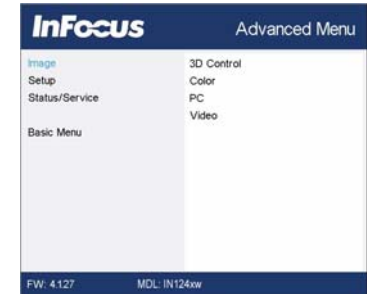 InFocus Advanced Menu
Image 3D Control
Setup Color
Status/Service PC
Video
Basic Menu
FW: 4.127 MDL: IN124xw